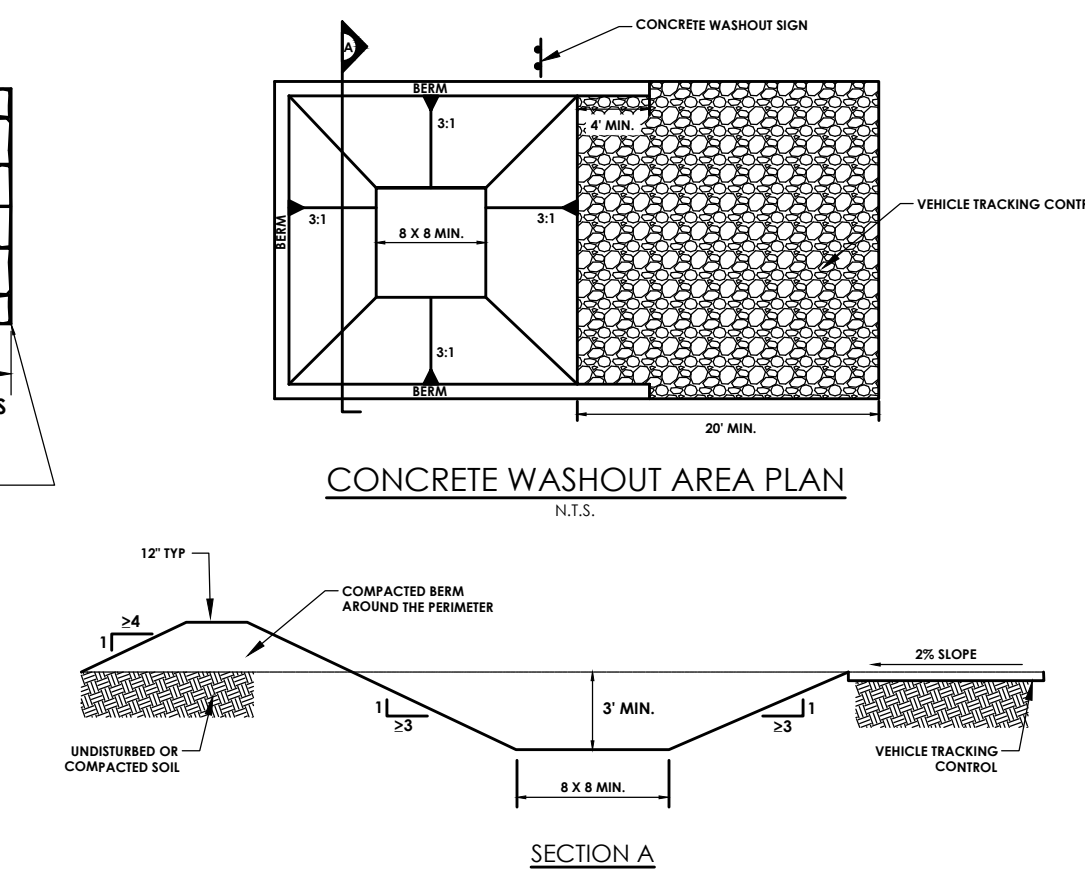 CONCRETE WASHOUT SIGN
A
BERM
3:1
4' MIN.
VEHICLE TRACKING CONT
BERM
3:1
8 X 8 MIN.
3:1
3:1
BERM
20' MIN.
S
CONCRETE WASHOUT AREA PLAN
N.T.S.
12" TYP
COMPACTED BERM
AROUND THE PERIMETER
≥4
1
2% SLOPE
1
≥3
3' MIN.
1
≥3
UNDISTURBED OR
COMPACTED SOIL
VEHICLE TRACKING
CONTROL
8 X 8 MIN.
SECTION A